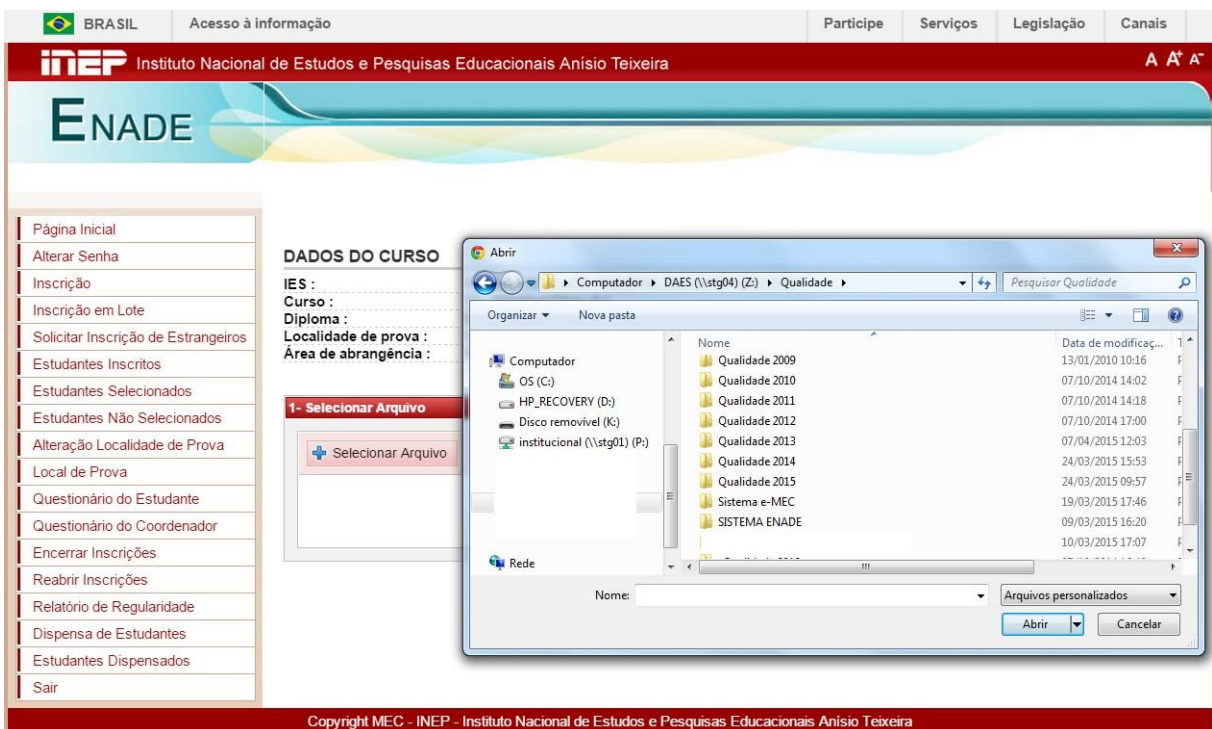 BRASIL Acesso à informação Participe Serviços Legislação Canais
INEP Instituto Nacional de Estudos e Pesquisas Educacionais Anísio Teixeira A A+ A-
ENADE
Página Inicial
Alterar Senha
Inscrição
Inscrição em Lote
Solicitar Inscrição de Estrangeiros
Estudantes Inscritos
Estudantes Selecionados
Estudantes Não Selecionados
Alteração Localidade de Prova
Local de Prova
Questionário do Estudante
Questionário do Coordenador
Encerrar Inscrições
Reabrir Inscrições
Relatório de Regularidade
Dispensa de Estudantes
Estudantes Dispensados
Sair
DADOS DO CURSO
IES :
Curso :
Diploma :
Localidade de prova :
Área de abrangência :
1- Selecionar Arquivo
Selecionar Arquivo
Abrir
Computador DAES (\\stg04) (Z:) Qualidade Pesquisar Qualidade
Organizar Nova pasta
Computador
OS (C:)
HP_RECOVERY (D:)
Disco removível (K:)
institucional (\\stg01) (P:)
Rede
Nome Data de modificaç...
Qualidade 2009 13/01/2010 10:16
Qualidade 2010 07/10/2014 14:02
Qualidade 2011 07/10/2014 14:18
Qualidade 2012 07/10/2014 17:00
Qualidade 2013 07/04/2015 12:03
Qualidade 2014 24/03/2015 15:53
Qualidade 2015 24/03/2015 09:57
Sistema e-MEC 19/03/2015 17:46
SISTEMA ENADE 09/03/2015 16:20
10/03/2015 17:07
Nome: Arquivos personalizados
Abrir Cancelar
Copyright MEC - INEP - Instituto Nacional de Estudos e Pesquisas Educacionais Anísio Teixeira